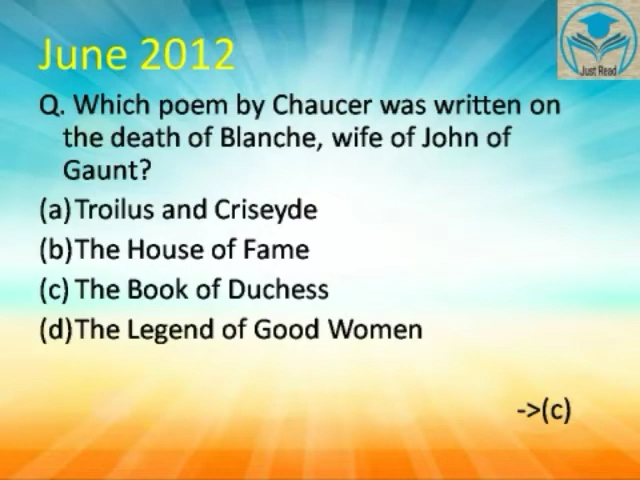 June 2012
Just Read
Q. Which poem by Chaucer was written on
the death of Blanche, wife of John of
Gaunt?
(a) Troilus and Criseyde
(b) The House of Fame
(c) The Book of Duchess
(d) The Legend of Good Women
->(c)